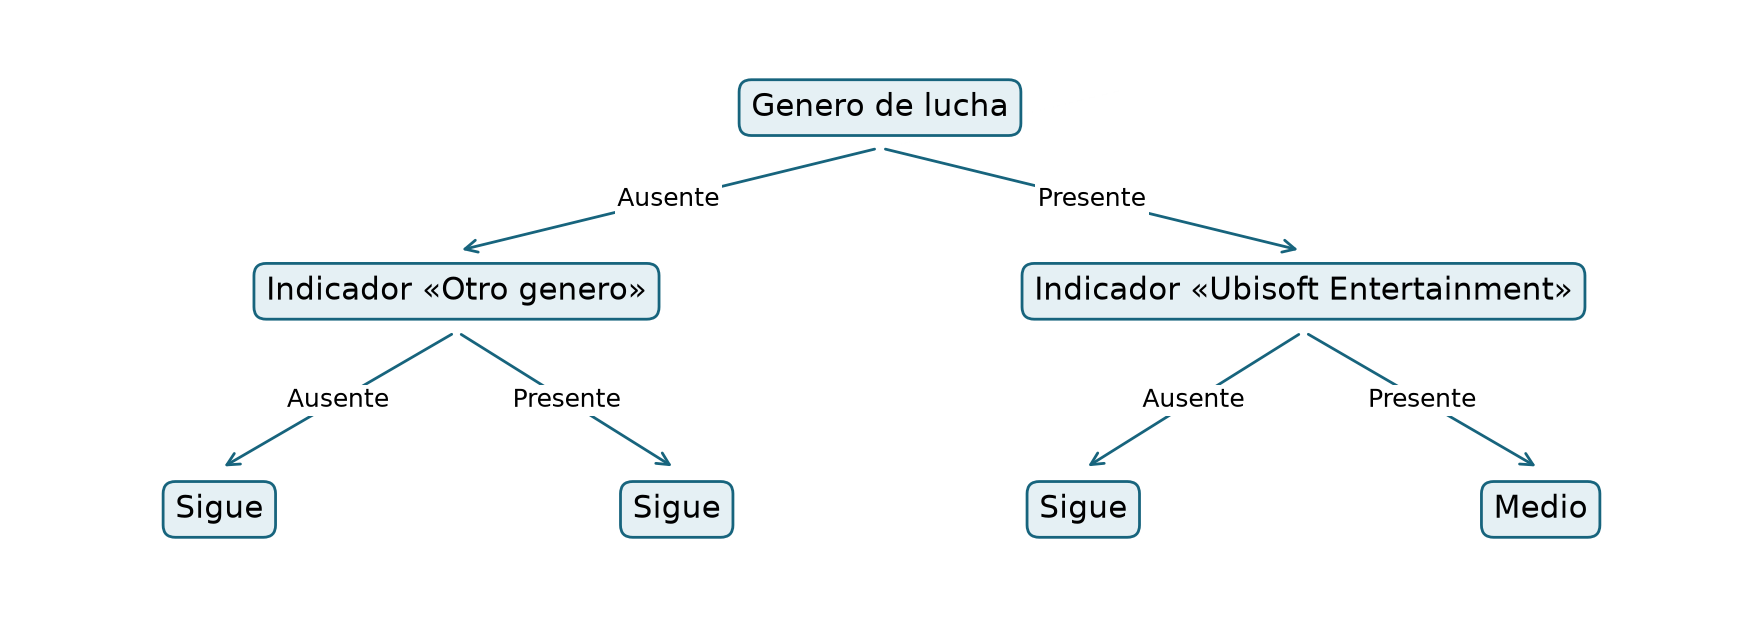 Genero de lucha
Ausente
Presente
Indicador «Otro genero»
Indicador «Ubisoft Entertainment»
Ausente
Presente
Ausente
Presente
Sigue
Sigue
Sigue
Medio